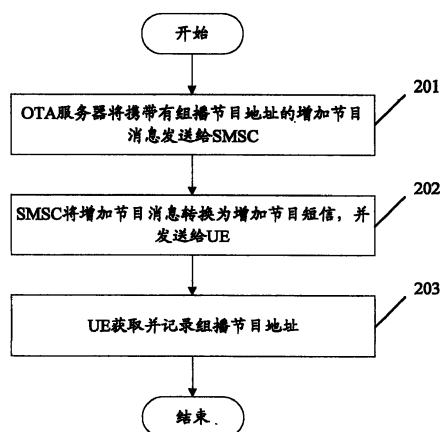 开始
201
OTA服务器将携带有组播节目地址的增加节目
消息发送给SMSC
202
SMSC将增加节目消息转换为增加节目短信，并
发送给UE
203
UE获取并记录组播节目地址
结束